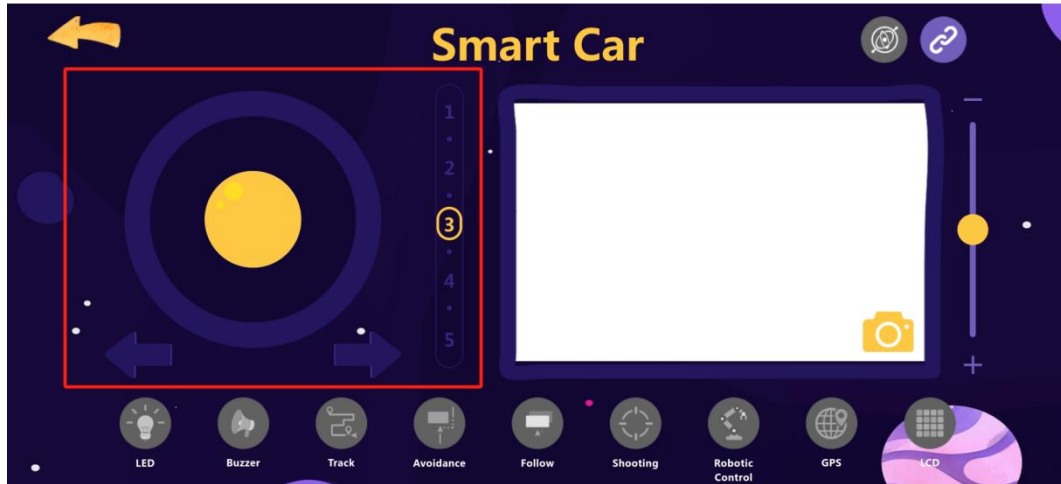 Smart Car
1
2
3
4
5
LED
Buzzer
Track
Avoidance
Follow
Shooting
Robotic
Control
GPS
LCD